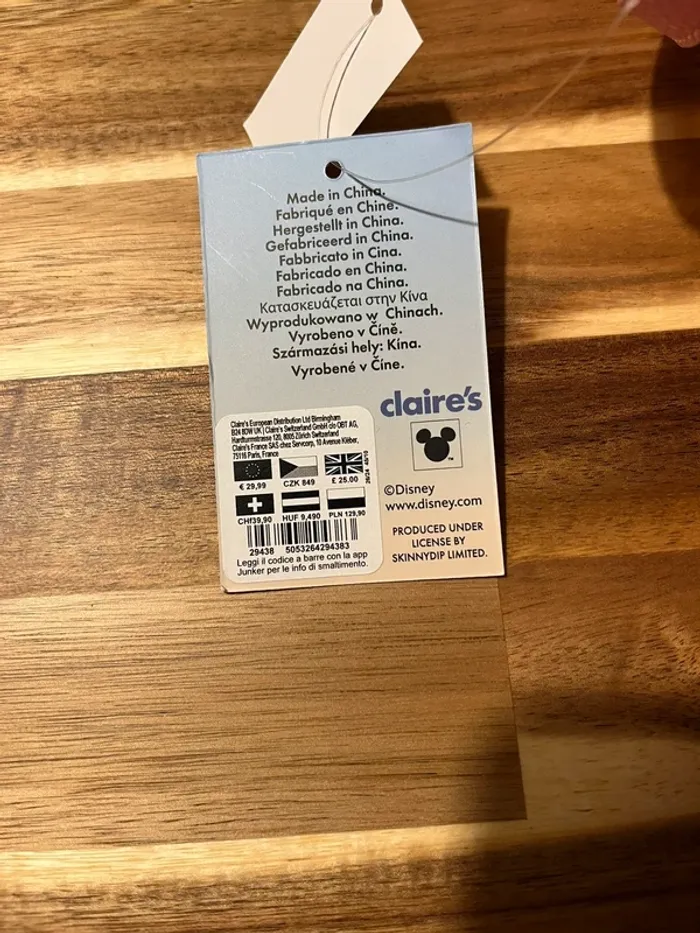 Made in China.
Fabriqué en Chine.
Hergestellt in China.
Gefabriceerd in China.
Fabbricato in Cina.
Fabricado en China.
Fabricado na China.
Κατασκευάζεται στην Κίνα
Wyprodukowano w Chinach.
Vyrobeno v Číně.
Származási hely: Kína.
Vyrobené v Číne.
claire's
Claire's European Distribution Ltd Birmingham
B24 8DW UK | Claire's Switzerland GmbH c/o OBT AG,
Hardturmstrasse 120, 8005 Zürich Switzerland
Claire's France SAS chez Servcorp, 10 Avenue Kléber,
75116 Paris, France
€ 29,99 CZK 849 £ 25.00
CHf39,90 HUF 9,490 PLN 129,90
26/24 45/10
29438 5053264294383
Leggi il codice a barre con la app
Junker per le info di smaltimento.
TM
©Disney
www.disney.com
PRODUCED UNDER
LICENSE BY
SKINNYDIP LIMITED.